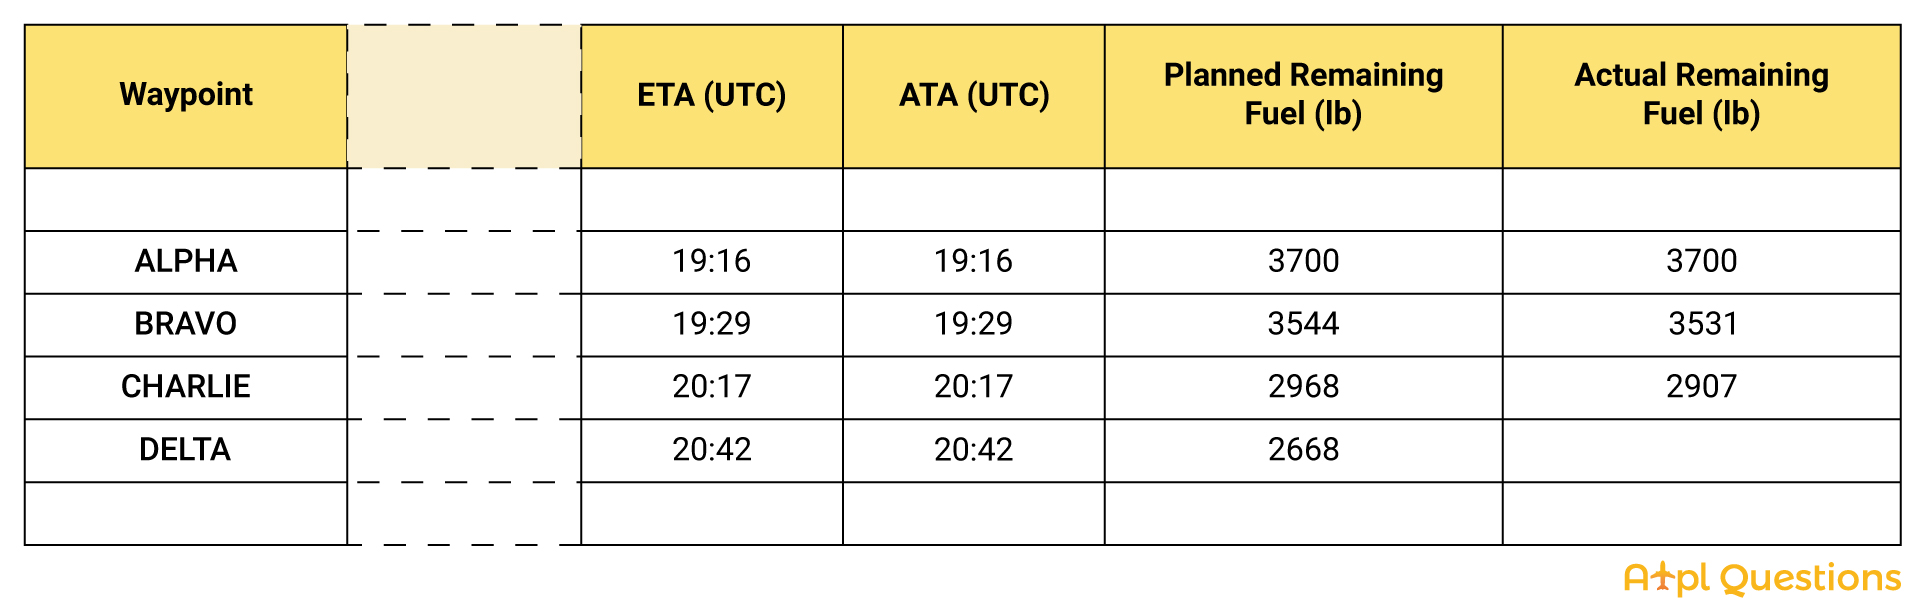 Waypoint ETA (UTC) ATA (UTC) Planned Remaining Fuel (lb) Actual Remaining Fuel (lb)
ALPHA 19:16 19:16 3700 3700
BRAVO 19:29 19:29 3544 3531
CHARLIE 20:17 20:17 2968 2907
DELTA 20:42 20:42 2668
Atpl Questions